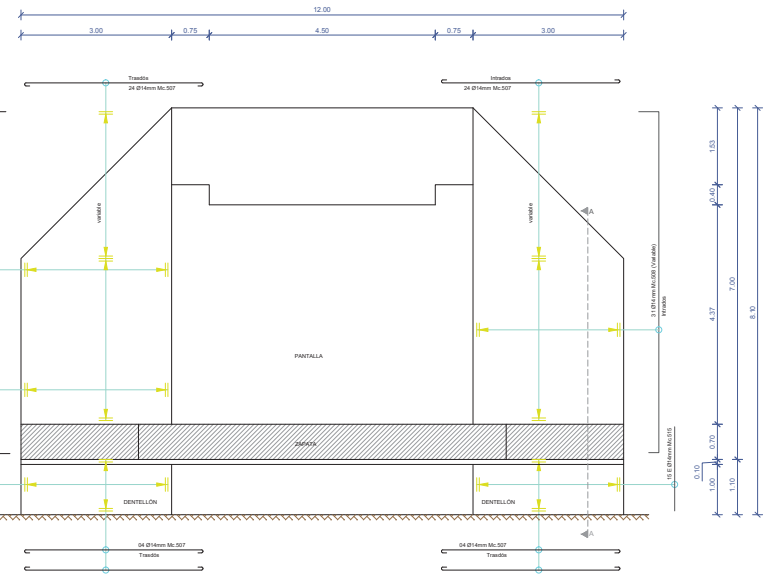 12.00
3.00 0.75 4.50 0.75 3.00
Trasdós
24 Ø14mm Mc.507
Intrados
24 Ø14mm Mc.507
1.53
variable
variable
A
0.40
31 Ø14mm Mc.508 (Variable)
Intrados
7.00
8.10
4.37
PANTALLA
ZAPATA
0.70
15 E Ø14mm Mc.515
0.10
1.00
1.10
DENTELLÓN
DENTELLÓN
A
04 Ø14mm Mc.507
Trasdós
04 Ø14mm Mc.507
Trasdós